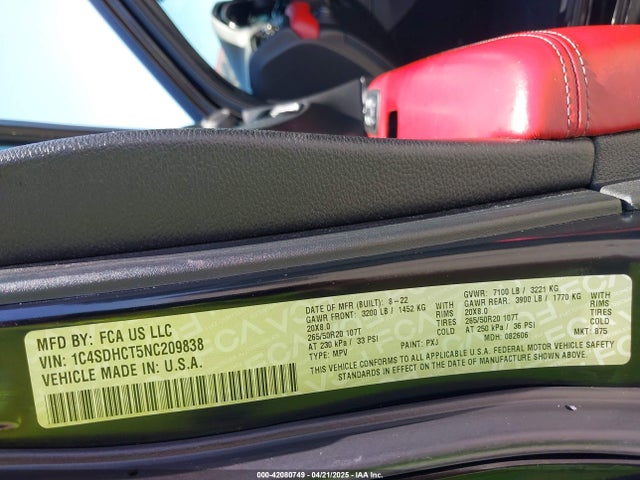 MFD BY: FCA US LLC
VIN: 1C4SDHCT5NC209838
VEHICLE MADE IN: U.S.A.
DATE OF MFR (BUILT): 8-22
GAWR FRONT: 3200 LB / 1452 KG
20X8.0
265/50R20 107T
AT 230 kPa / 33 PSI
TYPE: MPV
PAINT: PXJ
WITH
RIMS
TIRES
COLD
GVWR: 7100 LB / 3221 KG
GAWR REAR: 3900 LB / 1770 KG
20X8.0
265/50R20 107T
AT 250 kPa / 36 PSI
MDH: 082606
WITH
RIMS
TIRES
COLD
MKT: 875
THIS VEHICLE CONFORMS TO ALL APPLICABLE U.S.A. FEDERAL MOTOR VEHICLE SAFETY
STANDARDS IN EFFECT ON THE DATE OF MANUFACTURE SHOWN ABOVE.
000-42080749 - 04/21/2025 - IAA Inc.